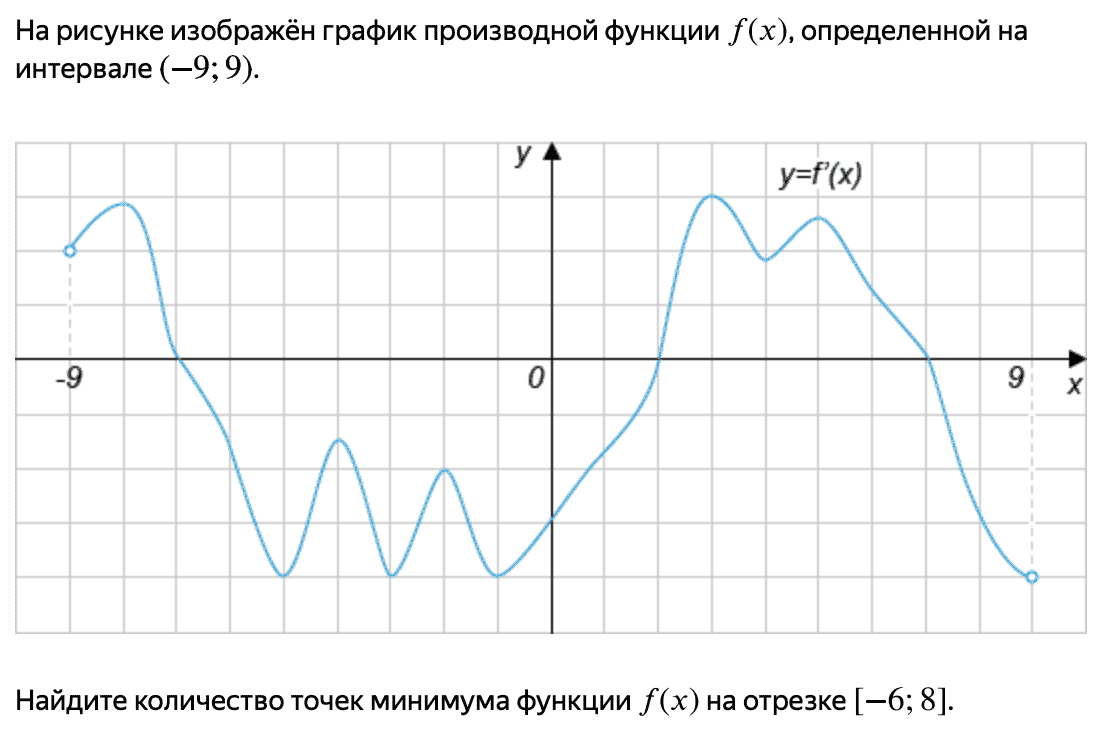 На рисунке изображён график производной функции f(x), определенной на
интервале (−9; 9).
y
y=f'(x)
-9
0
9
x
Найдите количество точек минимума функции f(x) на отрезке [−6; 8].